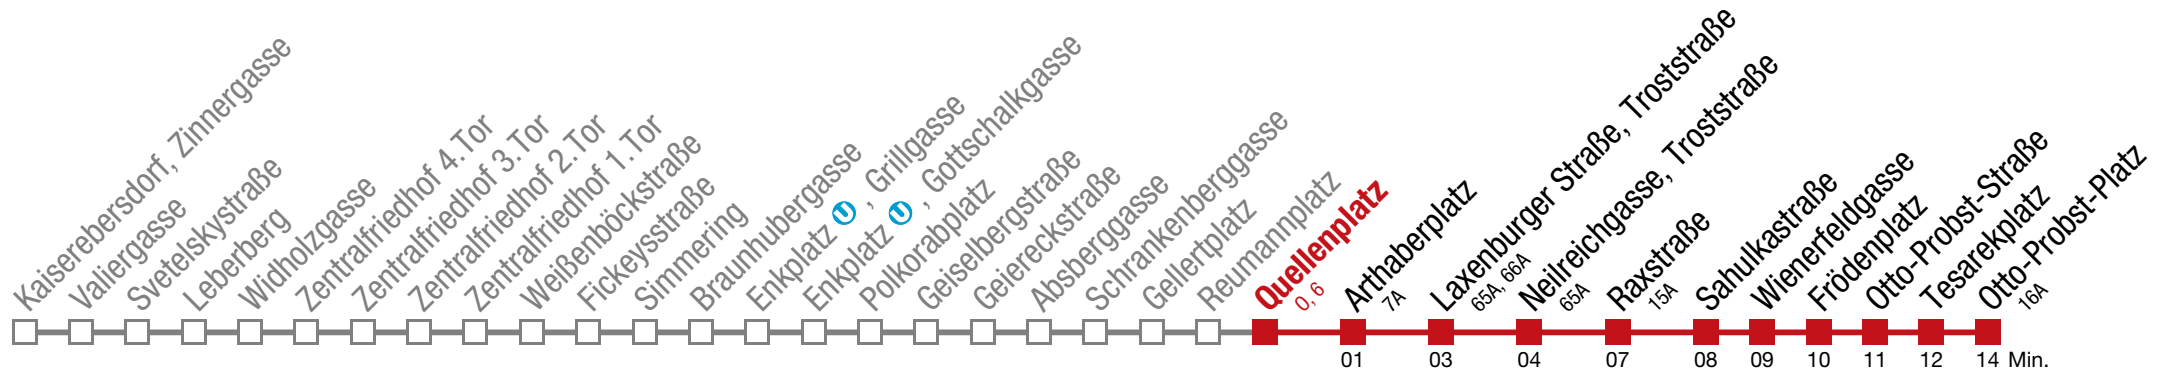 Kaiserebersdorf, Zinnergasse
Valiergasse
Svetelskystraße
Leberberg
Widholzgasse
Zentralfriedhof 4. Tor
Zentralfriedhof 3. Tor
Zentralfriedhof 2. Tor
Zentralfriedhof 1. Tor
Weißenböckstraße
Fickeysstraße
Simmering
Braunhubergasse
Enkplatz U, Grillgasse
Enkplatz U, Gottschalkgasse
Polkorabplatz
Geiselbergstraße
Geiereckstraße
Absberggasse
Schrankenberggasse
Gellertplatz
Reumannplatz
Quellenplatz
0, 6
Arthaberplatz
7A
Laxenburger Straße, Troststraße
65A, 66A
Neilreichgasse, Troststraße
65A
Raxstraße
15A
Sahulkastraße
Wienerfeldgasse
Frödenplatz
Otto-Probst-Straße
Tesarekplatz
Otto-Probst-Platz
16A
01 03 04 07 08 09 10 11 12 14 Min.